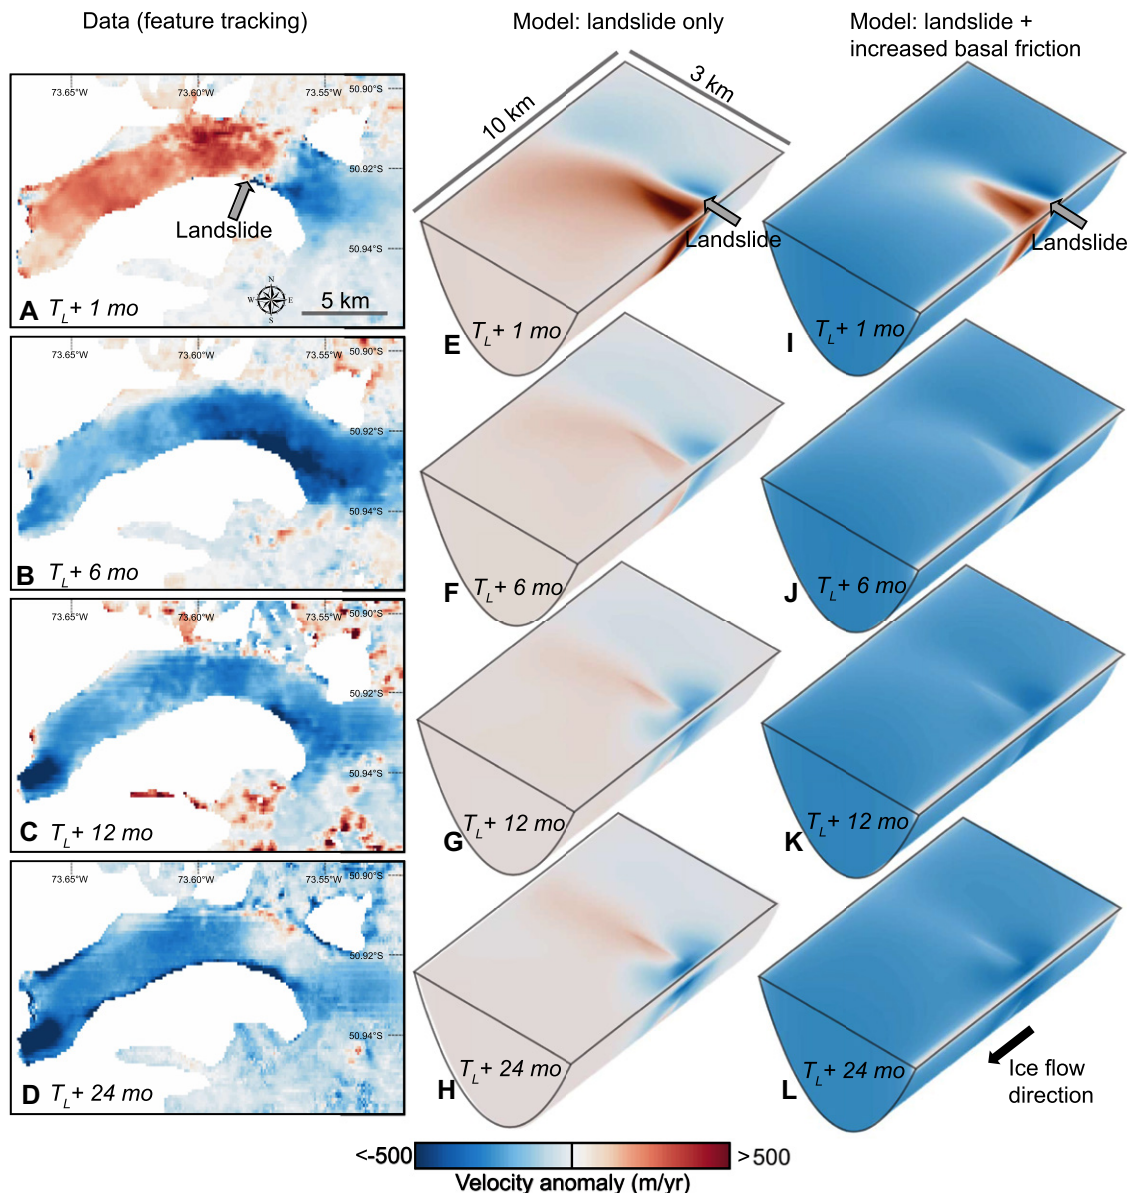 Data (feature tracking)
Model: landslide only
Model: landslide +
increased basal friction
73.65°W
73.60°W
50.90°S
50.92°S
50.94°S
Landslide
N
W E
S
5 km
A T_L+ 1 mo
10 km
3 km
Landslide
T_L+ 1 mo
E
Landslide
T_L+ 1 mo
I
73.65°W
73.60°W
73.55°W
50.90°S
50.92°S
50.94°S
B T_L+ 6 mo
T_L+ 6 mo
F
T_L+ 6 mo
J
73.65°W
73.60°W
73.55°W
50.90°S
50.92°S
50.94°S
C T_L+ 12 mo
T_L+ 12 mo
G
T_L+ 12 mo
K
73.65°W
73.60°W
73.55°W
50.90°S
50.92°S
50.94°S
D T_L+ 24 mo
T_L+ 24 mo
H
T_L+ 24 mo
L
Ice flow
direction
<-500
>500
Velocity anomaly (m/yr)